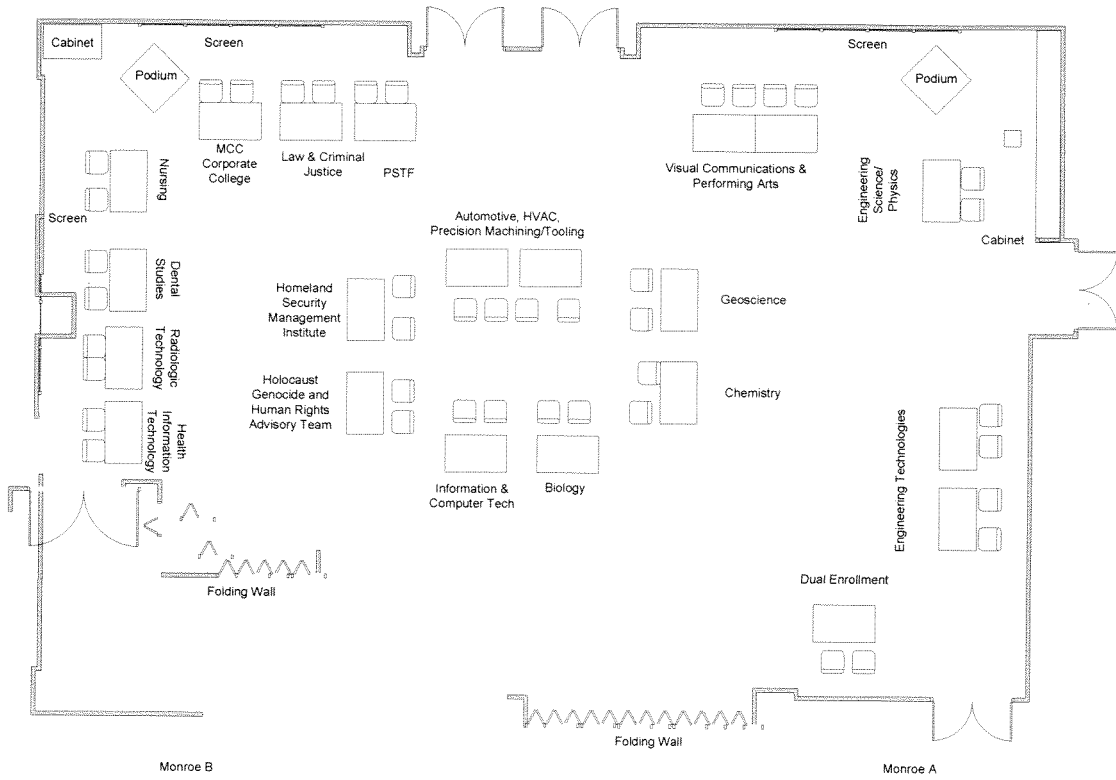 Cabinet
Screen
Screen
Podium
Podium
MCC
Corporate
College
Law & Criminal
Justice
PSTF
Visual Communications &
Performing Arts
Engineering
Science/
Physics
Nursing
Screen
Cabinet
Automotive, HVAC,
Precision Machining/Tooling
Dental
Studies
Homeland
Security
Management
Institute
Geoscience
Radiologic
Technology
Holocaust
Genocide and
Human Rights
Advisory Team
Chemistry
Health
Information
Technology
Information &
Computer Tech
Biology
Engineering Technologies
Folding Wall
Dual Enrollment
Folding Wall
Monroe B
Monroe A